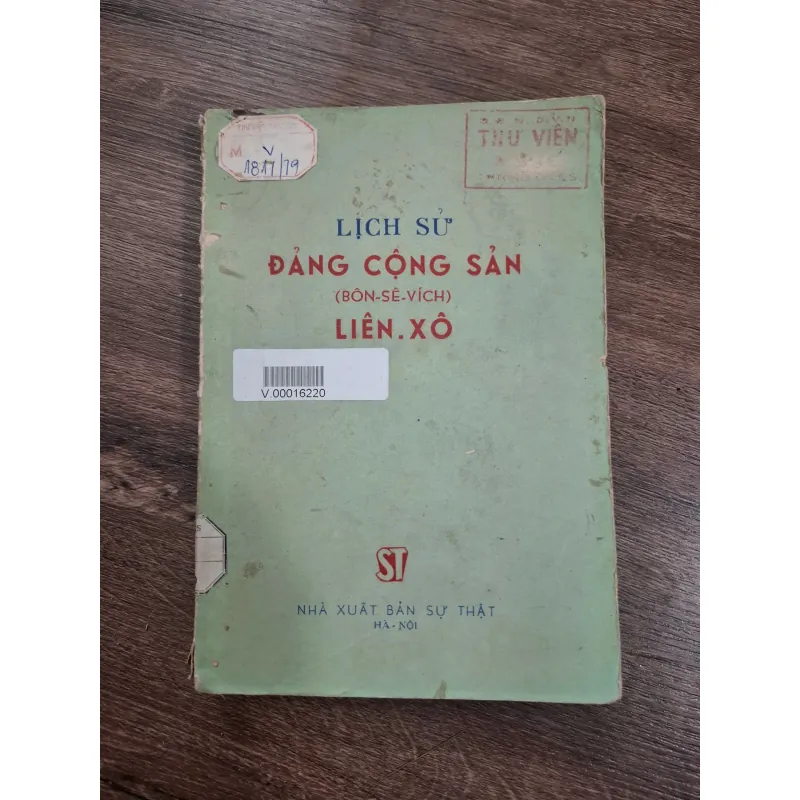 M
V
1817/79
THƯ VIỆN
LỊCH SỬ
ĐẢNG CỘNG SẢN
(BÔN-SÊ-VÍCH)
LIÊN.XÔ
V.00016220
ST
NHÀ XUẤT BẢN SỰ THẬT
HÀ-NỘI